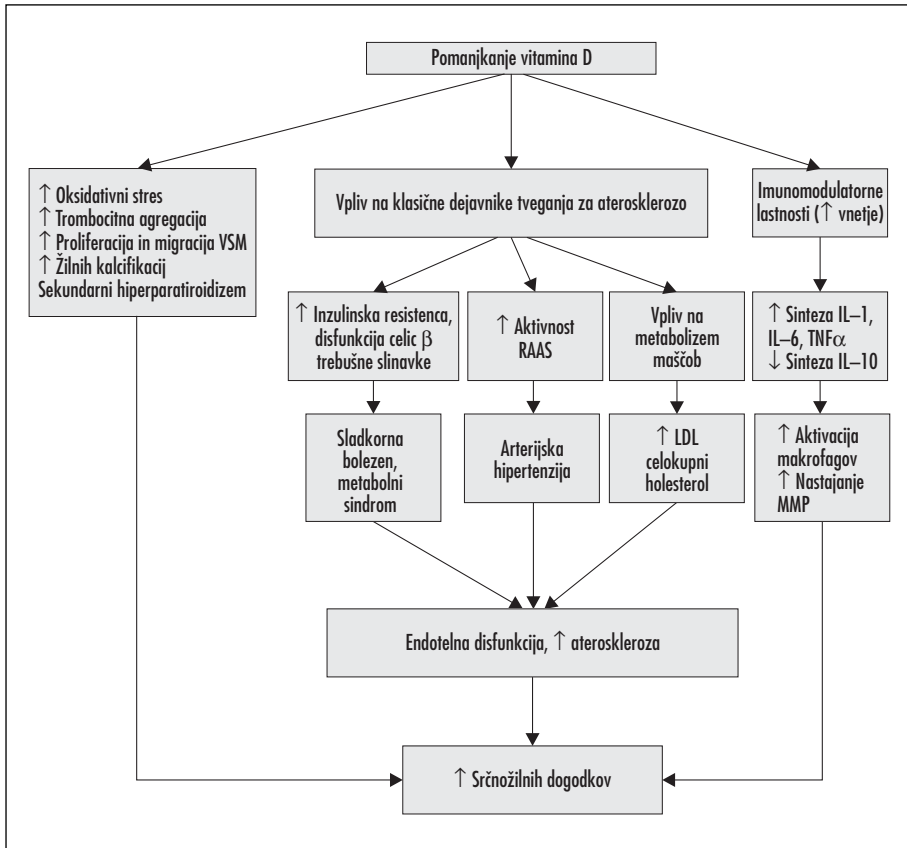 Pomanjkanje vitamina D
↑ Oksidativni stres
↑ Trombocitna agregacija
↑ Proliferacija in migracija VSM
↑ Žilnih kalcifikacij
Sekundarni hiperparatiroidizem
Vpliv na klasične dejavnike tveganja za aterosklerozo
Imunomodulatorne
lastnosti (↑ vnetje)
↑ Inzulinska resistenca,
disfunkcija celic β
trebušne slinavke
↑ Aktivnost
RAAS
Vpliv na
metabolizem
maščob
↑ Sinteza IL–1,
IL–6, TNFα
↓ Sinteza IL–10
Sladkorna
bolezen,
metabolni
sindrom
Arterijska
hipertenzija
↑ LDL
celokupni
holesterol
↑ Aktivacija
makrofagov
↑ Nastajanje
MMP
Endotelna disfunkcija, ↑ ateroskleroza
↑ Srčnožilnih dogodkov